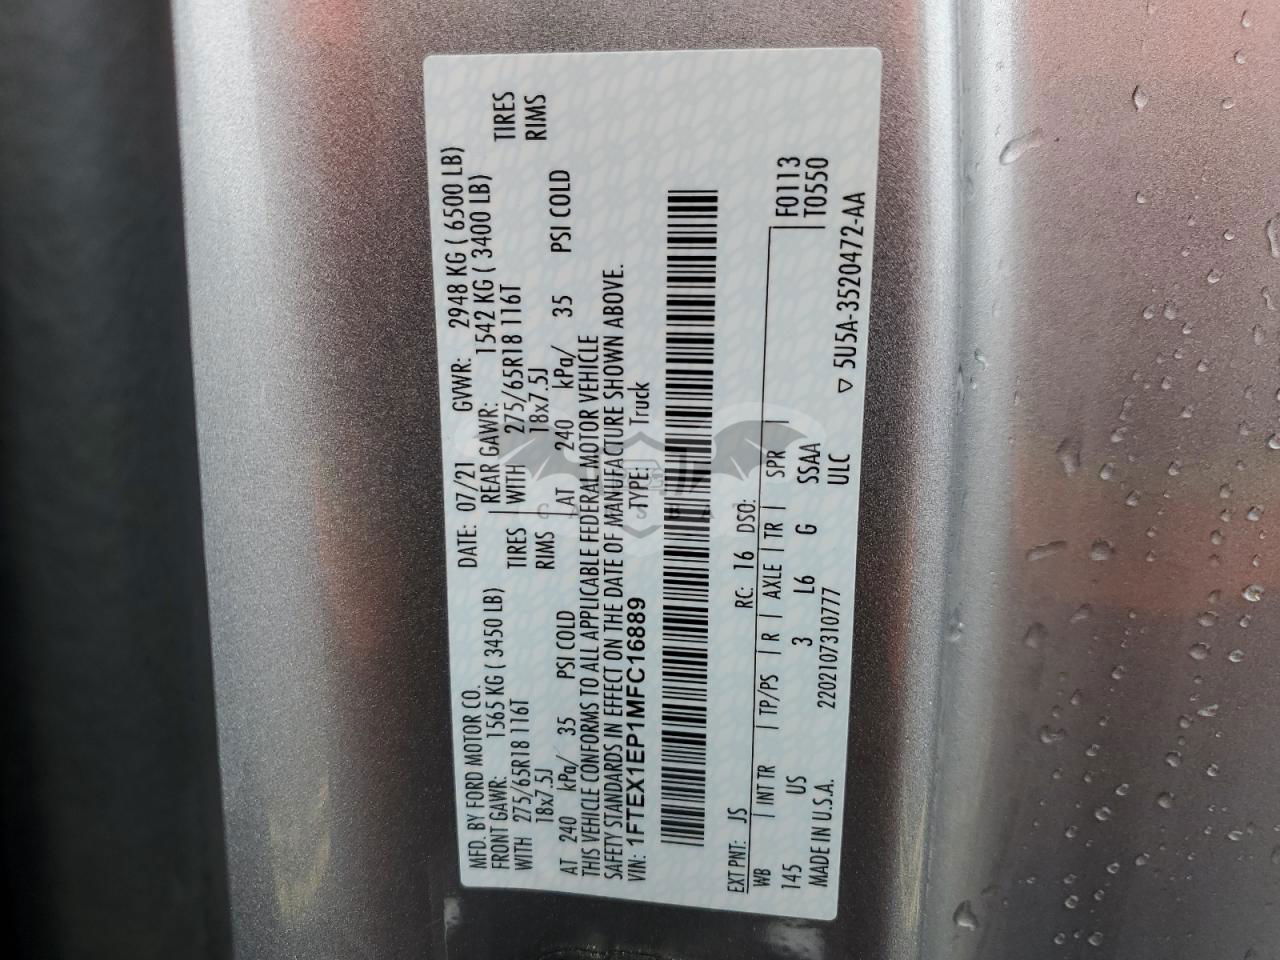 MFD. BY FORD MOTOR CO.
DATE: 07/21 GVWR: 2948 KG ( 6500 LB)
FRONT GAWR: 1565 KG ( 3450 LB) REAR GAWR: 1542 KG ( 3400 LB)
WITH 275/65R18 116T TIRES WITH 275/65R18 116T TIRES
18x7.5J RIMS 18x7.5J RIMS
AT 240 kPa/ 35 PSI COLD AT 240 kPa/ 35 PSI COLD
THIS VEHICLE CONFORMS TO ALL APPLICABLE FEDERAL MOTOR VEHICLE
SAFETY STANDARDS IN EFFECT ON THE DATE OF MANUFACTURE SHOWN ABOVE.
VIN: 1FTEX1EP1MFC16889 TYPE: Truck
EXT PNT: JS RC: 16 DSO: F0113
WB INT TR TP/PS R AXLE TR SPR T0550
145 US 3 L6 G SSAA
MADE IN U.S.A. 2202107310777 ULC ▽ 5U5A-3520472-AA